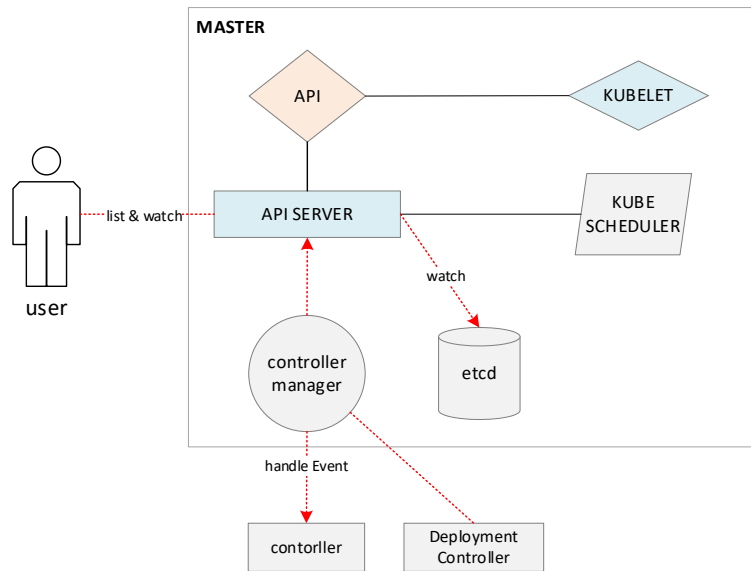 MASTER
API
KUBELET
list & watch
API SERVER
KUBE
SCHEDULER
watch
user
controller
manager
etcd
handle Event
contorller
Deployment
Controller